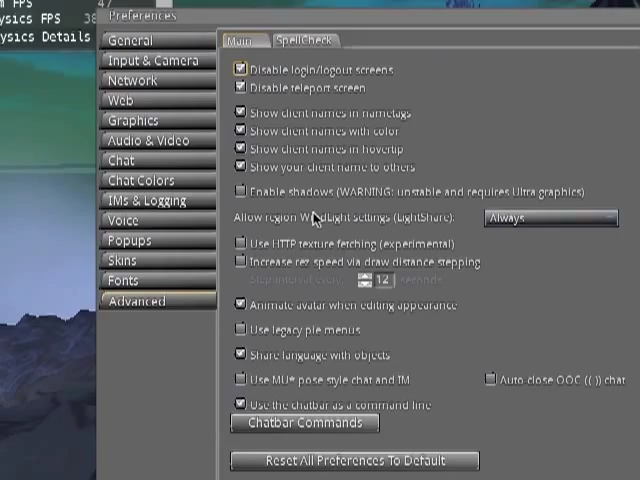 FPS
47
Preferences
ysics FPS 38
ysics Details
General
Input & Camera
Network
Web
Graphics
Audio & Video
Chat
Chat Colors
IMs & Logging
Voice
Popups
Skins
Fonts
Advanced
Main
SpellCheck
Disable login/logout screens
Disable teleport screen
Show client names in nametags
Show client names with color
Show client names in hovertip
Show your client name to others
Enable shadows (WARNING: unstable and requires Ultra graphics)
Allow region WindLight settings (LightShare):
Always
Use HTTP texture fetching (experimental)
Increase rez speed via draw distance stepping
Step interval every
12
seconds
Animate avatar when editing appearance
Use legacy pie menus
Share language with objects
Use MU* pose style chat and IM
Auto-close OOC (( )) chat
Use the chatbar as a command line
Chatbar Commands
Reset All Preferences To Default